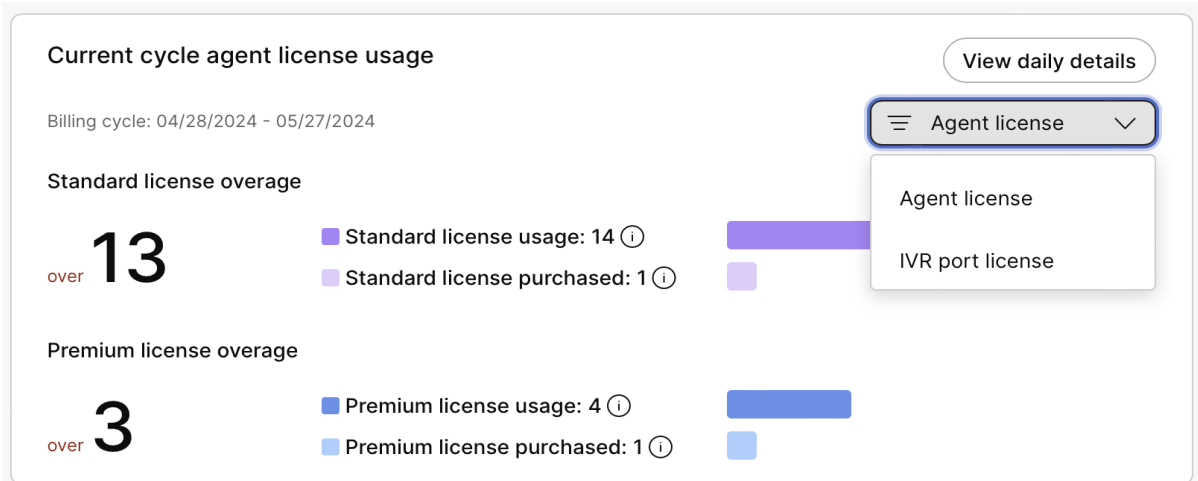 Current cycle agent license usage
View daily details
Billing cycle: 04/28/2024 - 05/27/2024
Agent license
Agent license
IVR port license
Standard license overage
over 13
Standard license usage: 14
Standard license purchased: 1
Premium license overage
over 3
Premium license usage: 4
Premium license purchased: 1